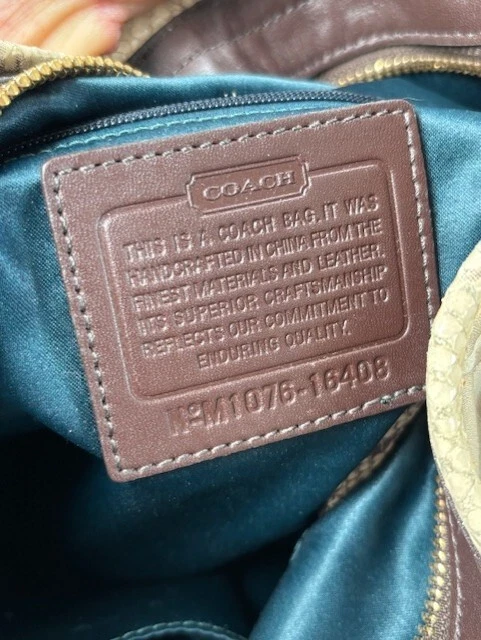 COACH
THIS IS A COACH BAG. IT WAS
HANDCRAFTED IN CHINA FROM THE
FINEST MATERIALS AND LEATHER.
ITS SUPERIOR CRAFTSMANSHIP
REFLECTS OUR COMMITMENT TO
ENDURING QUALITY.
Nº M1076-16408